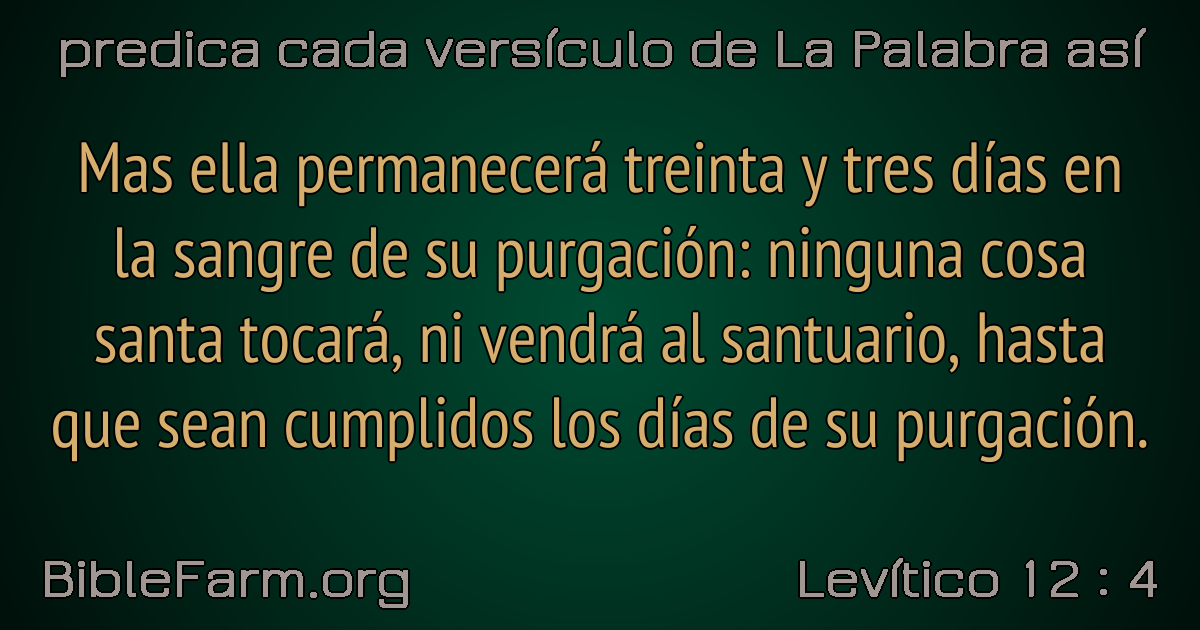 predica cada versículo de La Palabra así
Mas ella permanecerá treinta y tres días en
la sangre de su purgación: ninguna cosa
santa tocará, ni vendrá al santuario, hasta
que sean cumplidos los días de su purgación.
BibleFarm.org
Levítico 12 : 4